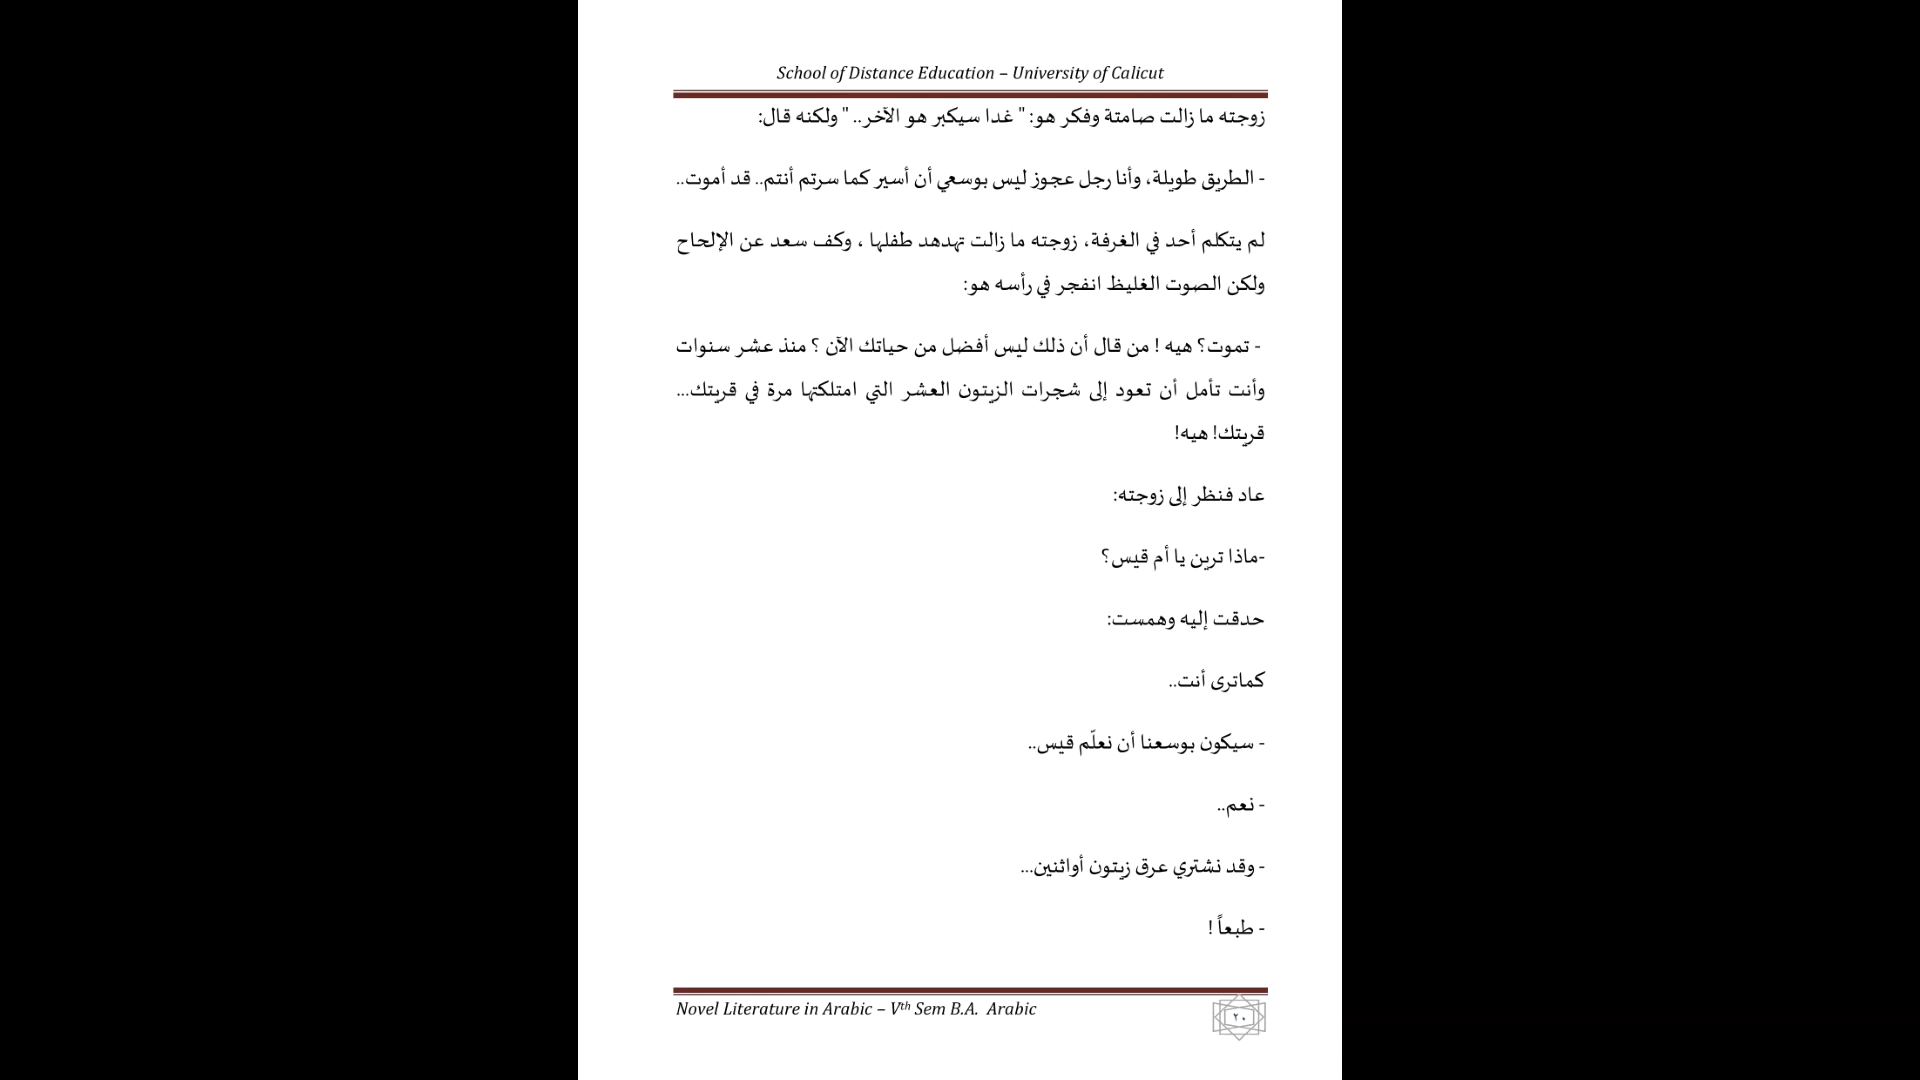 School of Distance Education – University of Calicut
زوجته ما زالت صامتة وفكر هو: " غدا سيكبر هو الآخر.. " ولكنه قال:
- الطريق طويلة، وأنا رجل عجوز ليس بوسعي أن أسير كما سرتم أنتم.. قد أموت..
لم يتكلم أحد في الغرفة، زوجته ما زالت تهدهد طفلها ، وكف سعد عن الإلحاح
ولكن الصوت الغليظ انفجر في رأسه هو:
- تموت؟ هيه ! من قال أن ذلك ليس أفضل من حياتك الآن ؟ منذ عشر سنوات
وأنت تأمل أن تعود إلى شجرات الزيتون العشر التي امتلكتها مرة في قريتك...
قريتك! هيه!
عاد فنظر إلى زوجته:
-ماذا ترين يا أم قيس؟
حدقت إليه وهمست:
كماترى أنت..
- سيكون بوسعنا أن نعلّم قيس..
- نعم..
- وقد نشتري عرق زيتون أواثنين...
- طبعاً !
Novel Literature in Arabic – Vth Sem B.A. Arabic
٢٠